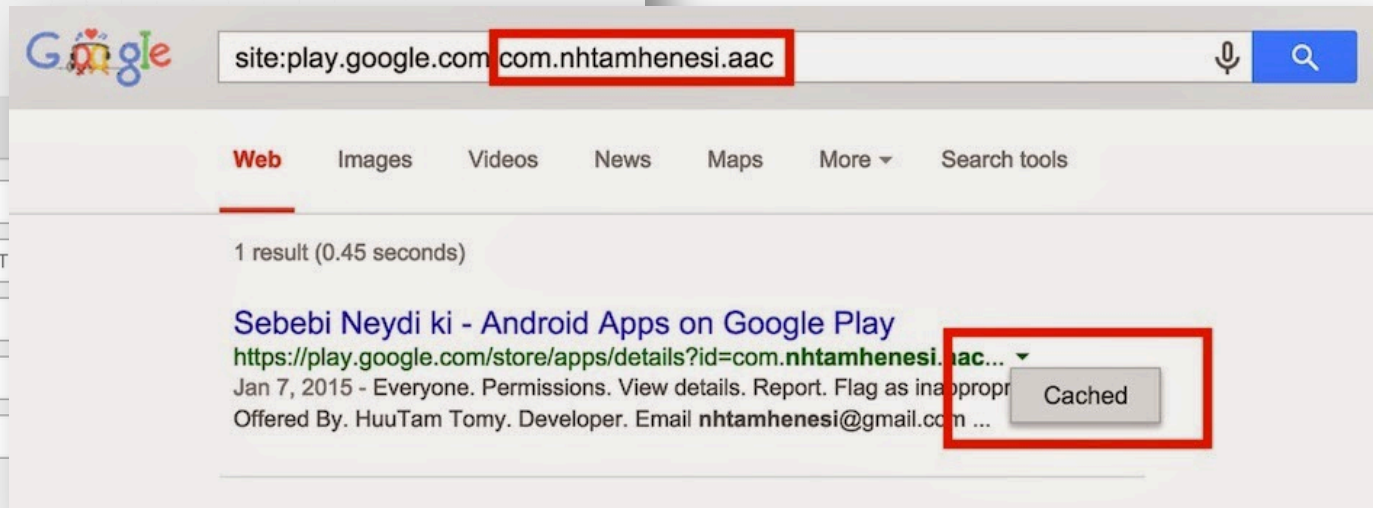 Google
site:play.google.com com.nhtamhenesi.aac
Web Images Videos News Maps More Search tools
1 result (0.45 seconds)
Sebebi Neydi ki - Android Apps on Google Play
https://play.google.com/store/apps/details?id=com.nhtamhenesi.aac...
Jan 7, 2015 - Everyone. Permissions. View details. Report. Flag as inappropr
Cached
Offered By. HuuTam Tomy. Developer. Email nhtamhenesi@gmail.com ...
T